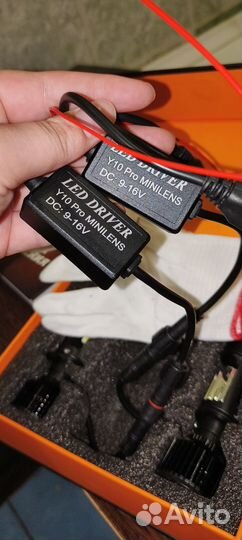 LED DRIVER
Y10 Pro MINILENS
DC: 9-16V
LED DRIVER
Y10 Pro MINILENS
DC: 9-16V
Avito